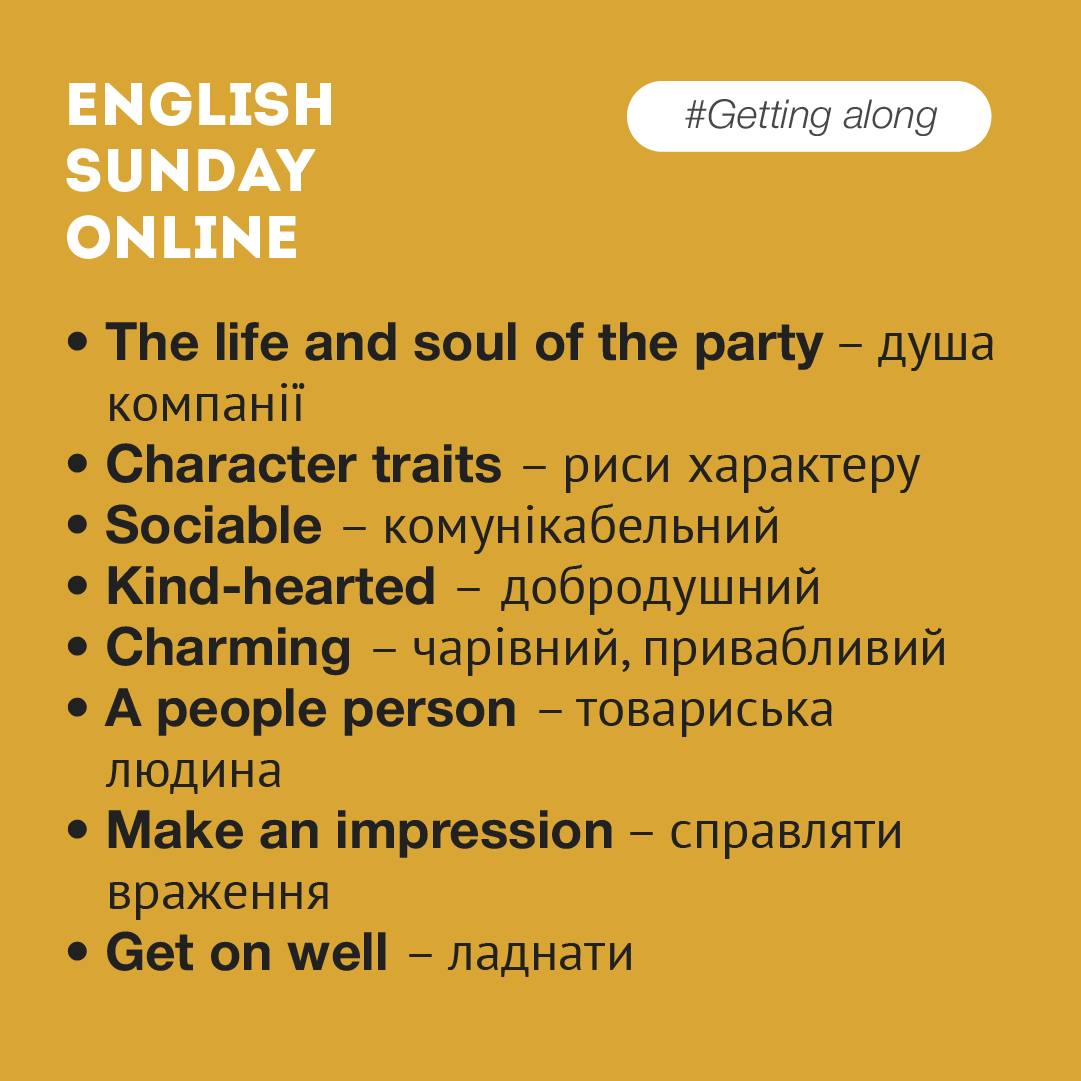 ENGLISH
SUNDAY
ONLINE
#Getting along
• The life and soul of the party – душа
компанії
• Character traits – риси характеру
• Sociable – комунікабельний
• Kind-hearted – добродушний
• Charming – чарівний, привабливий
• A people person – товариська
людина
• Make an impression – справляти
враження
• Get on well – ладнати